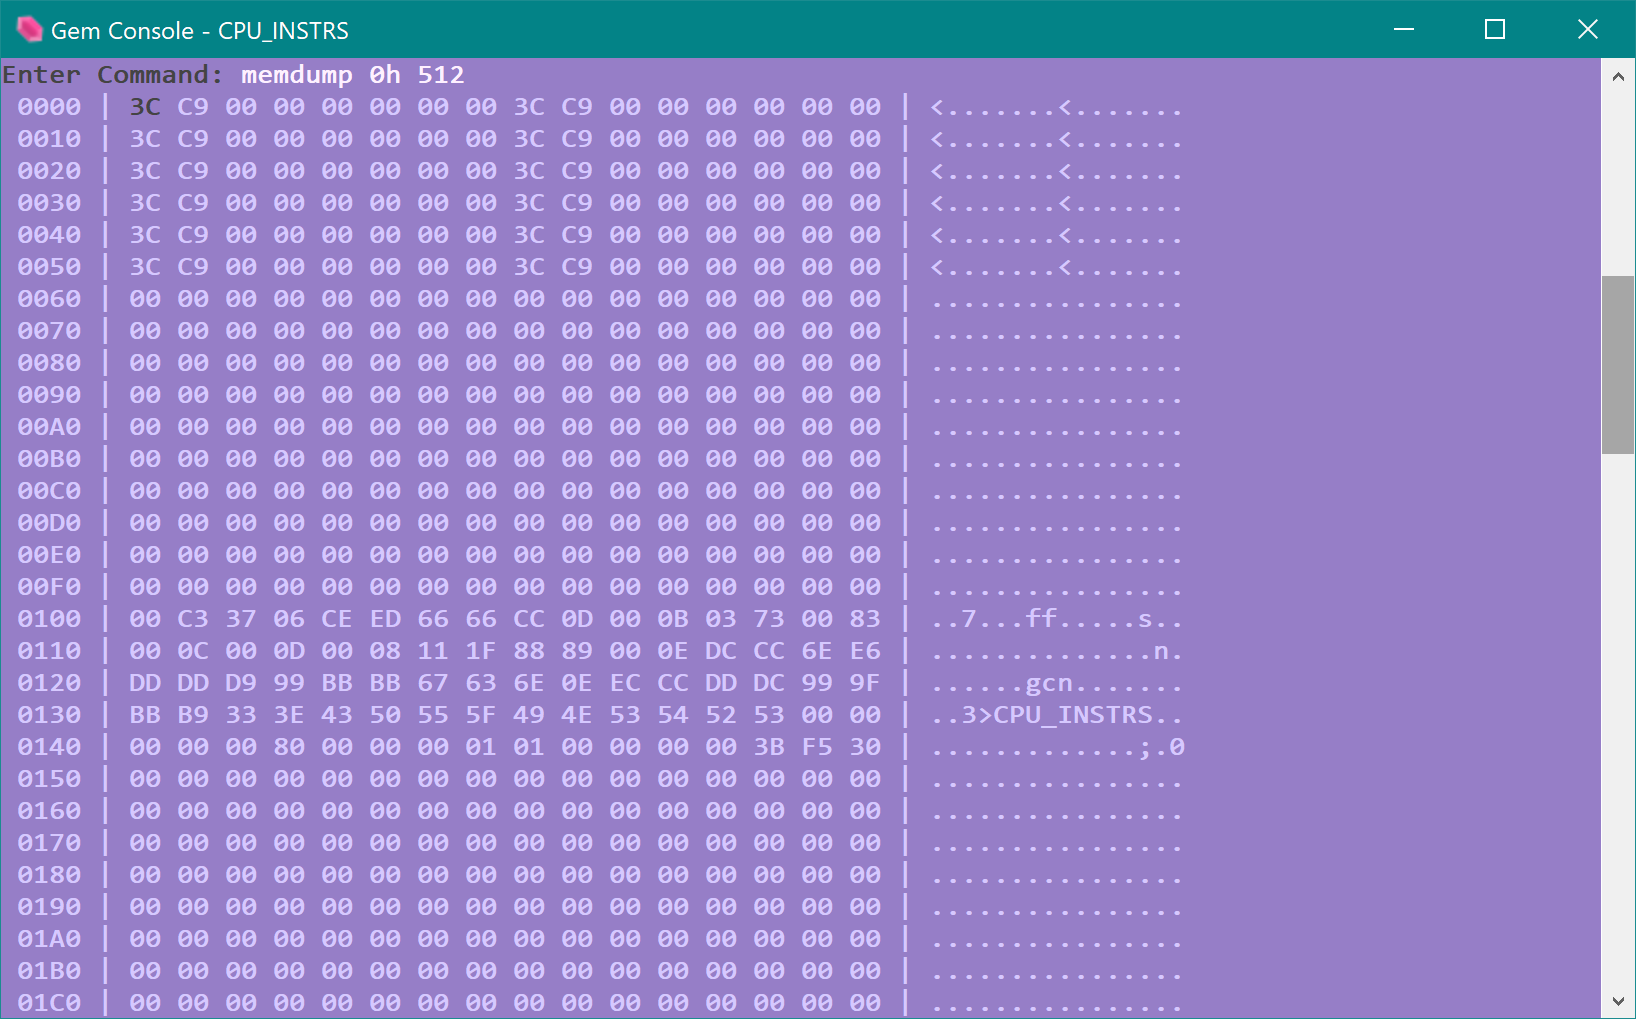 Gem Console - CPU_INSTRS
Enter Command: memdump 0h 512
0000 | 3C C9 00 00 00 00 00 00 3C C9 00 00 00 00 00 00 | <.......<.......
0010 | 3C C9 00 00 00 00 00 00 3C C9 00 00 00 00 00 00 | <.......<.......
0020 | 3C C9 00 00 00 00 00 00 3C C9 00 00 00 00 00 00 | <.......<.......
0030 | 3C C9 00 00 00 00 00 00 3C C9 00 00 00 00 00 00 | <.......<.......
0040 | 3C C9 00 00 00 00 00 00 3C C9 00 00 00 00 00 00 | <.......<.......
0050 | 3C C9 00 00 00 00 00 00 3C C9 00 00 00 00 00 00 | <.......<.......
0060 | 00 00 00 00 00 00 00 00 00 00 00 00 00 00 00 00 | ................
0070 | 00 00 00 00 00 00 00 00 00 00 00 00 00 00 00 00 | ................
0080 | 00 00 00 00 00 00 00 00 00 00 00 00 00 00 00 00 | ................
0090 | 00 00 00 00 00 00 00 00 00 00 00 00 00 00 00 00 | ................
00A0 | 00 00 00 00 00 00 00 00 00 00 00 00 00 00 00 00 | ................
00B0 | 00 00 00 00 00 00 00 00 00 00 00 00 00 00 00 00 | ................
00C0 | 00 00 00 00 00 00 00 00 00 00 00 00 00 00 00 00 | ................
00D0 | 00 00 00 00 00 00 00 00 00 00 00 00 00 00 00 00 | ................
00E0 | 00 00 00 00 00 00 00 00 00 00 00 00 00 00 00 00 | ................
00F0 | 00 00 00 00 00 00 00 00 00 00 00 00 00 00 00 00 | ................
0100 | 00 C3 37 06 CE ED 66 66 CC 0D 00 0B 03 73 00 83 | ..7...ff.....s..
0110 | 00 0C 00 0D 00 08 11 1F 88 89 00 0E DC CC 6E E6 | ..............n.
0120 | DD DD D9 99 BB BB 67 63 6E 0E EC CC DD DC 99 9F | ......gcn.......
0130 | BB B9 33 3E 43 50 55 5F 49 4E 53 54 52 53 00 00 | ..3>CPU_INSTRS..
0140 | 00 00 00 80 00 00 00 01 01 00 00 00 00 3B F5 30 | .............;.0
0150 | 00 00 00 00 00 00 00 00 00 00 00 00 00 00 00 00 | ................
0160 | 00 00 00 00 00 00 00 00 00 00 00 00 00 00 00 00 | ................
0170 | 00 00 00 00 00 00 00 00 00 00 00 00 00 00 00 00 | ................
0180 | 00 00 00 00 00 00 00 00 00 00 00 00 00 00 00 00 | ................
0190 | 00 00 00 00 00 00 00 00 00 00 00 00 00 00 00 00 | ................
01A0 | 00 00 00 00 00 00 00 00 00 00 00 00 00 00 00 00 | ................
01B0 | 00 00 00 00 00 00 00 00 00 00 00 00 00 00 00 00 | ................
01C0 | 00 00 00 00 00 00 00 00 00 00 00 00 00 00 00 00 | ................